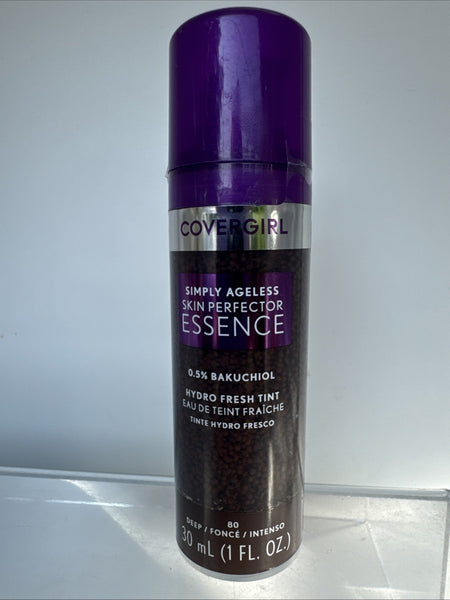 COVERGIRL
SIMPLY AGELESS
SKIN PERFECTOR
ESSENCE
0.5% BAKUCHIOL
HYDRO FRESH TINT
EAU DE TEINT FRAÎCHE
TINTE HYDRO FRESCO
80
DEEP / FONCÉ / INTENSO
30 mL (1 FL. OZ.)